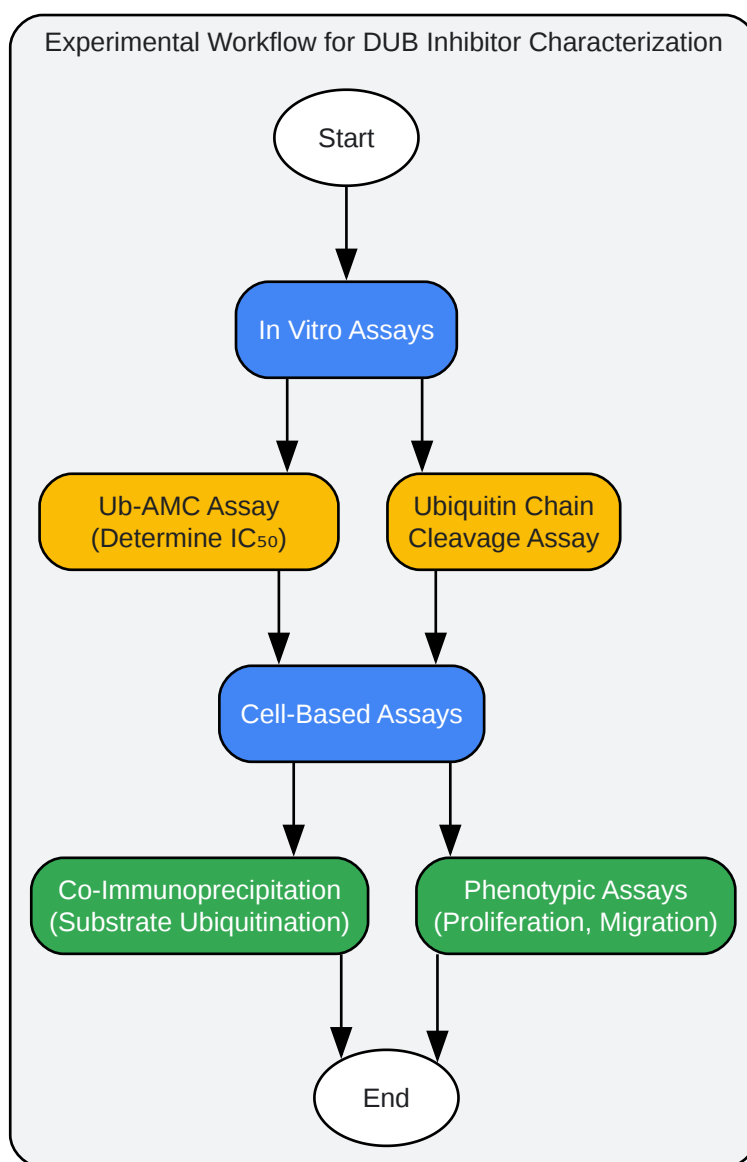 Experimental Workflow for DUB Inhibitor Characterization
Start
In Vitro Assays
Ub-AMC Assay
(Determine IC₅₀)
Ubiquitin Chain
Cleavage Assay
Cell-Based Assays
Co-Immunoprecipitation
(Substrate Ubiquitination)
Phenotypic Assays
(Proliferation, Migration)
End